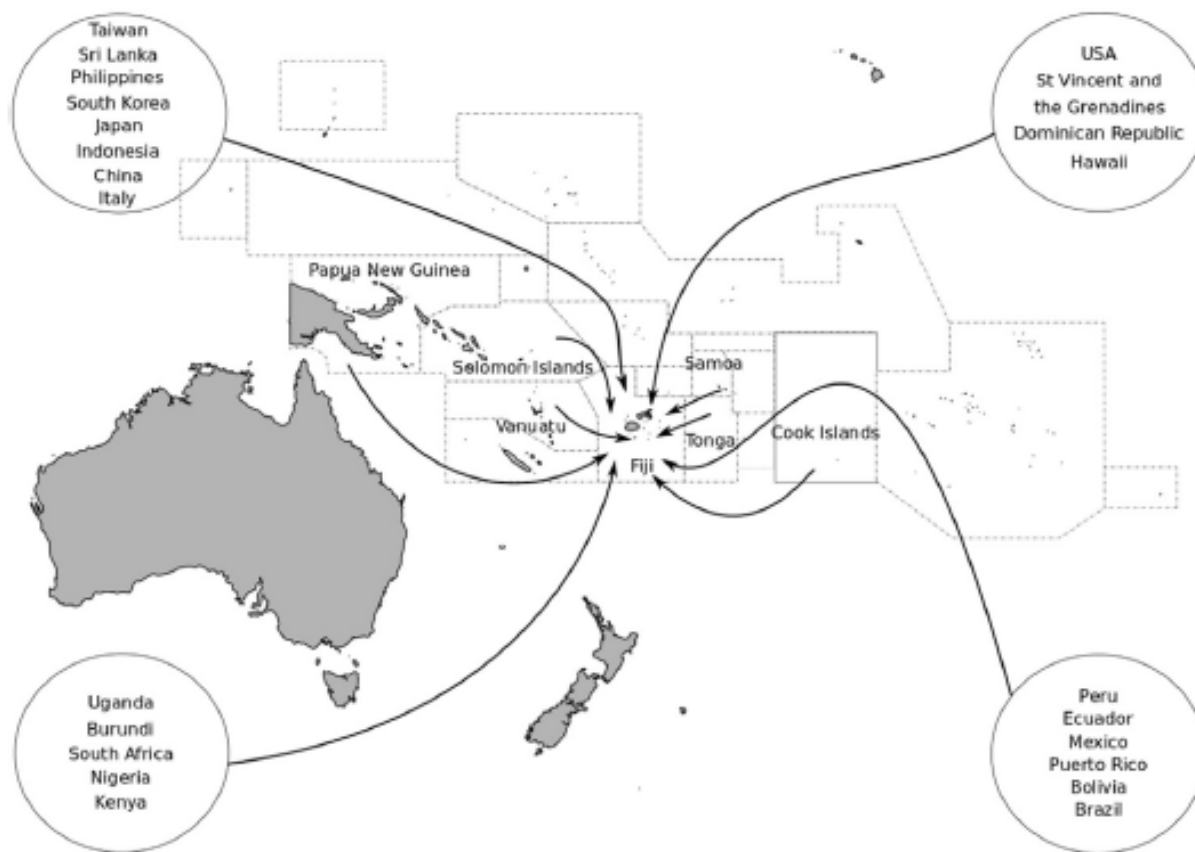 Taiwan
Sri Lanka
Philippines
South Korea
Japan
Indonesia
China
Italy
USA
St Vincent and
the Grenadines
Dominican Republic
Hawaii
Papua New Guinea
Solomon Islands
Samoa
Vanuatu
Tonga
Cook Islands
Fiji
Uganda
Burundi
South Africa
Nigeria
Kenya
Peru
Ecuador
Mexico
Puerto Rico
Bolivia
Brazil